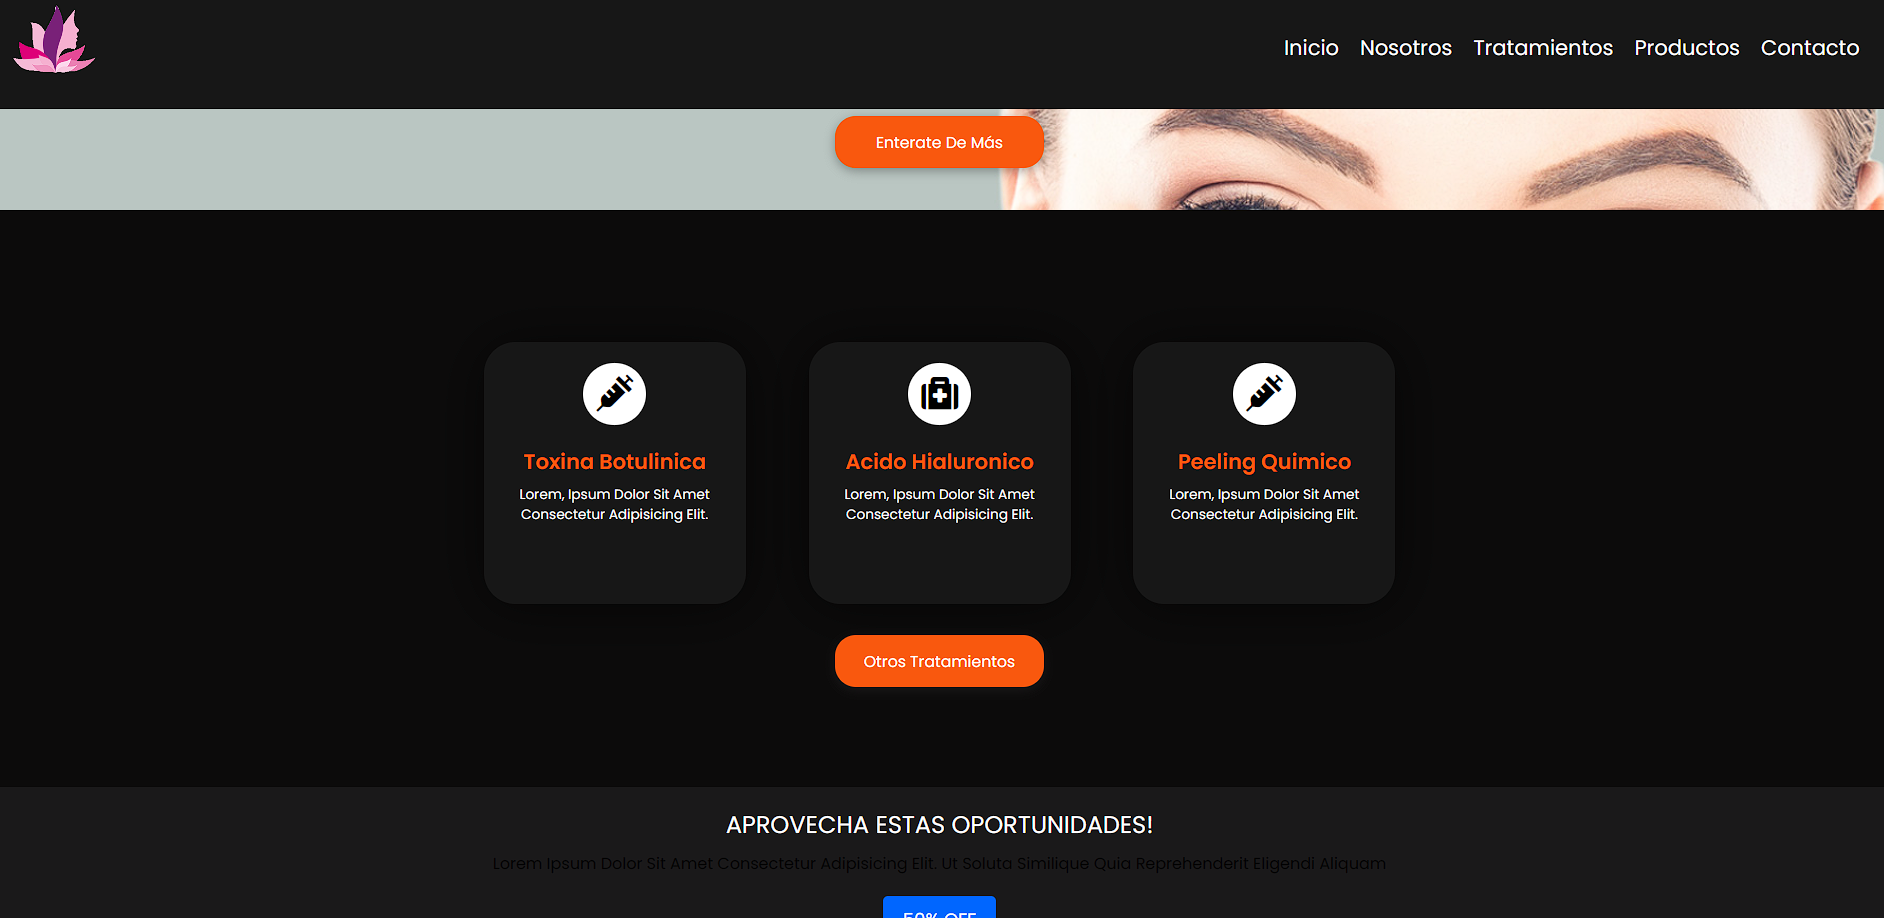 Inicio Nosotros Tratamientos Productos Contacto
Enterate De Más
Toxina Botulinica
Lorem, Ipsum Dolor Sit Amet
Consectetur Adipisicing Elit.
Acido Hialuronico
Lorem, Ipsum Dolor Sit Amet
Consectetur Adipisicing Elit.
Peeling Quimico
Lorem, Ipsum Dolor Sit Amet
Consectetur Adipisicing Elit.
Otros Tratamientos
APROVECHA ESTAS OPORTUNIDADES!
Lorem Ipsum Dolor Sit Amet Consectetur Adipisicing Elit. Ut Soluta Similique Quia Reprehenderit Eligendi Aliquam
50% OFF